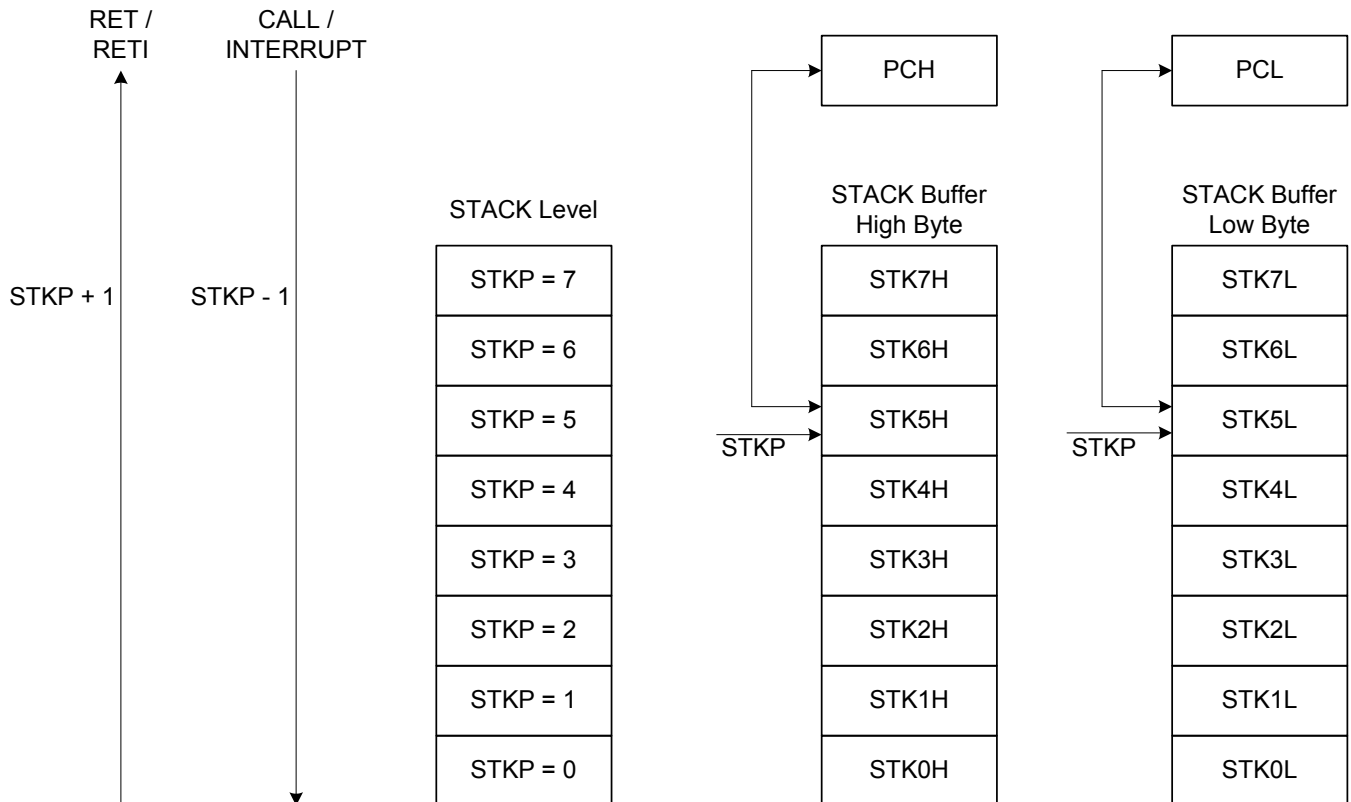 RET /
RETI
CALL /
INTERRUPT
PCH
PCL
STACK Level
STACK Buffer
High Byte
STACK Buffer
Low Byte
STKP + 1
STKP - 1
STKP = 7
STK7H
STK7L
STKP = 6
STK6H
STK6L
STKP = 5
STK5H
STK5L
STKP
STKP
STKP = 4
STK4H
STK4L
STKP = 3
STK3H
STK3L
STKP = 2
STK2H
STK2L
STKP = 1
STK1H
STK1L
STKP = 0
STK0H
STK0L